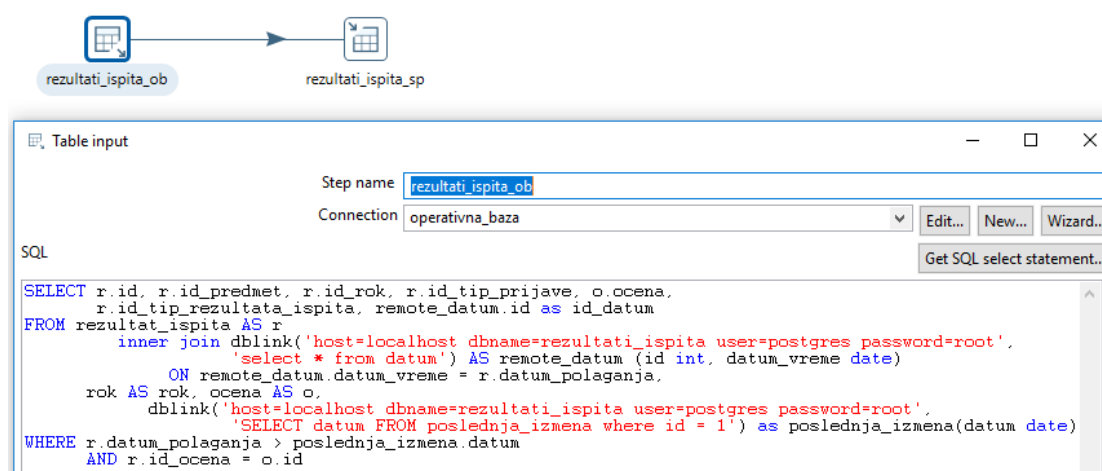 rezultati_ispita_ob rezultati_ispita_sp
Table input
Step name rezultati_ispita_ob
Connection operativna_baza Edit... New... Wizard..
SQL Get SQL select statement..
SELECT r.id, r.id_predmet, r.id_rok, r.id_tip_prijave, o.ocena,
r.id_tip_rezultata_ispita, remote_datum.id as id_datum
FROM rezultat_ispita AS r
inner join dblink('host=localhost dbname=rezultati_ispita user=postgres password=root',
'select * from datum') AS remote_datum (id int, datum_vreme date)
ON remote_datum.datum_vreme = r.datum_polaganja,
rok AS rok, ocena AS o,
dblink('host=localhost dbname=rezultati_ispita user=postgres password=root',
'SELECT datum FROM poslednja_izmena where id = 1') as poslednja_izmena(datum date)
WHERE r.datum_polaganja > poslednja_izmena.datum
AND r.id_ocena = o.id